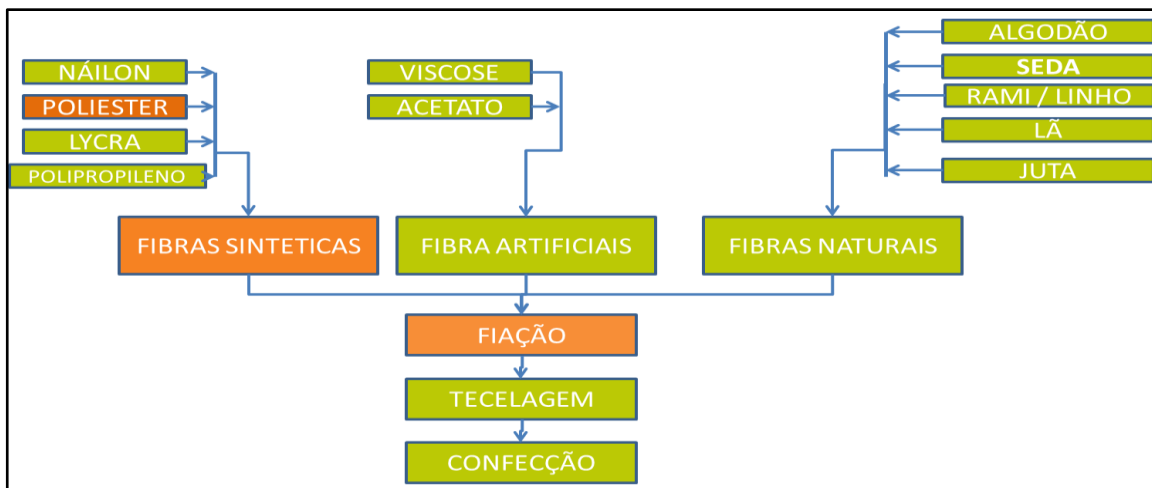 NÁILON
POLIESTER
LYCRA
POLIPROPILENO
VISCOSE
ACETATO
ALGODÃO
SEDA
RAMI / LINHO
LÃ
JUTA
FIBRAS SINTETICAS
FIBRA ARTIFICIAIS
FIBRAS NATURAIS
FIAÇÃO
TECELAGEM
CONFECÇÃO